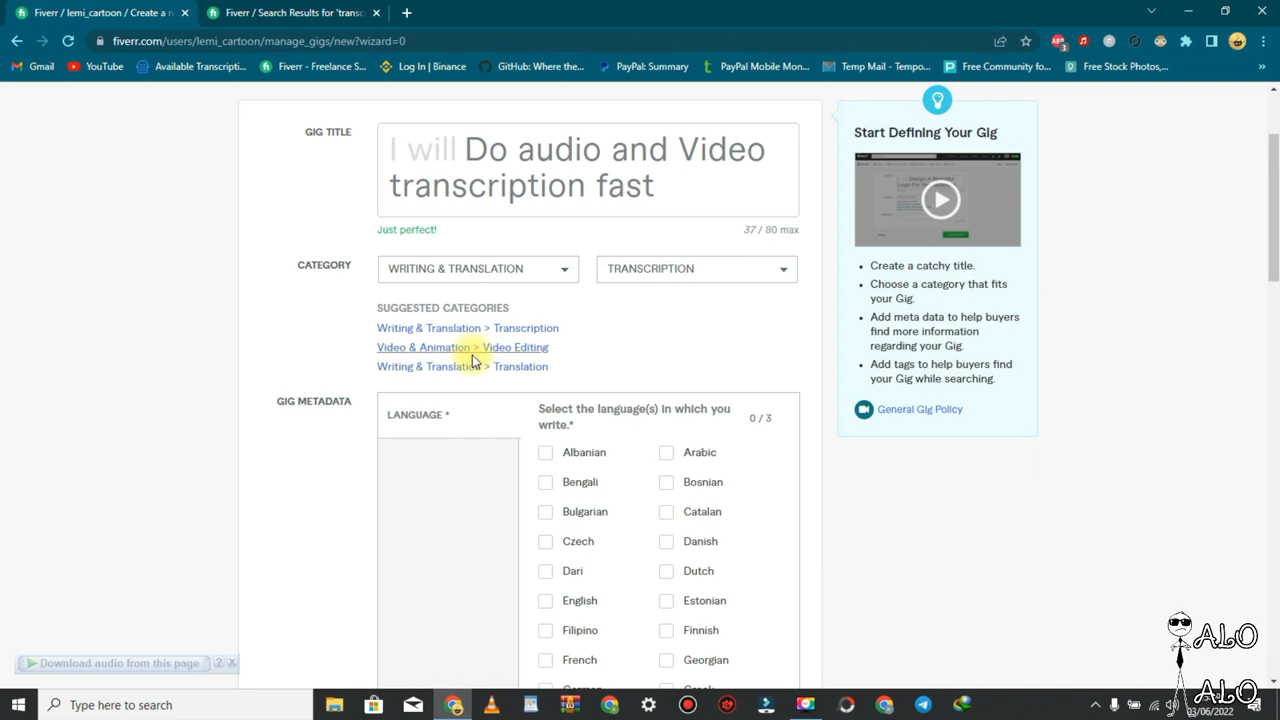 Fiverr / lemi_cartoon / Create a n
Fiverr / Search Results for 'transc
fiverr.com/users/lemi_cartoon/manage_gigs/new?wizard=0
Gmail
YouTube
Available Transcripti...
Fiverr - Freelance S...
Log In | Binance
GitHub: Where the...
PayPal: Summary
PayPal Mobile Mon...
Temp Mail - Tempo...
Free Community fo...
Free Stock Photos,...
GIG TITLE
I will Do audio and Video
transcription fast
Just perfect!
37 / 80 max
CATEGORY
WRITING & TRANSLATION
TRANSCRIPTION
SUGGESTED CATEGORIES
Writing & Translation > Transcription
Video & Animation > Video Editing
Writing & Translation > Translation
GIG METADATA
LANGUAGE *
Select the language(s) in which you
write.*
0 / 3
Albanian
Arabic
Bengali
Bosnian
Bulgarian
Catalan
Czech
Danish
Dari
Dutch
English
Estonian
Filipino
Finnish
French
Georgian
German
Greek
Start Defining Your Gig
Create a catchy title.
Choose a category that fits
your Gig.
Add meta data to help buyers
find more information
regarding your Gig.
Add tags to help buyers find
your Gig while searching.
General Gig Policy
Download audio from this page
ALO
ALO
Type here to search
03/06/2022